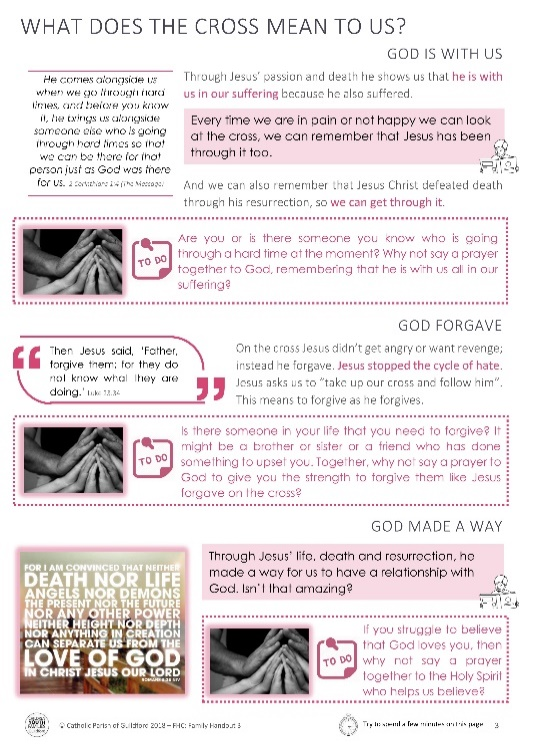 WHAT DOES THE CROSS MEAN TO US?
GOD IS WITH US
He comes alongside us
when we go through hard
times, and before you know
it, he brings us alongside
someone else who is going
through hard times so that
we can be there for that
person just as God was there
for us. 2 Corinthians 1:4 (The Message)
Through Jesus' passion and death he shows us that he is with
us in our suffering because he also suffered.
Every time we are in pain or not happy we can look
at the cross, we can remember that Jesus has been
through it too.
And we can also remember that Jesus Christ defeated death
through his resurrection, so we can get through it.
TO DO
Are you or is there someone you know who is going
through a hard time at the moment? Why not say a prayer
together to God, remembering that he is with us all in our
suffering?
GOD FORGAVE
Then Jesus said, 'Father,
forgive them; for they do
not know what they are
doing.' Luke 23.34
On the cross Jesus didn't get angry or want revenge;
instead he forgave. Jesus stopped the cycle of hate.
Jesus asks us to "take up our cross and follow him".
This means to forgive as he forgives.
TO DO
Is there someone in your life that you need to forgive? It
might be a brother or sister or a friend who has done
something to upset you. Together, why not say a prayer to
God to give you the strength to forgive them like Jesus
forgave on the cross?
GOD MADE A WAY
FOR I AM CONVINCED THAT NEITHER
DEATH NOR LIFE
ANGELS NOR DEMONS
THE PRESENT NOR THE FUTURE
NOR ANY OTHER POWER
NEITHER HEIGHT NOR DEPTH
NOR ANYTHING IN CREATION
CAN SEPARATE US FROM THE
LOVE OF GOD
IN CHRIST JESUS OUR LORD
Through Jesus' life, death and resurrection, he
made a way for us to have a relationship with
God. Isn't that amazing?
TO DO
If you struggle to believe
that God loves you, then
why not say a prayer
together to the Holy Spirit
who helps us believe?
© Catholic Parish of Guildford 2018 – FHC: Family Handout 3
Try to spend a few minutes on this page
3